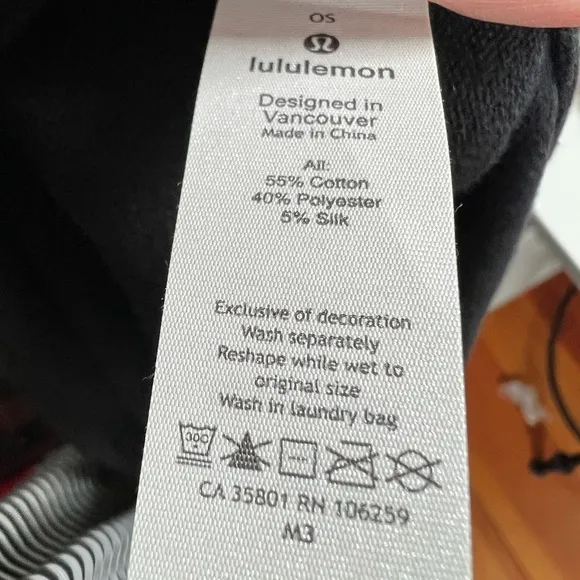 OS
lululemon
Designed in
Vancouver
Made in China
All:
55% Cotton
40% Polyester
5% Silk
Exclusive of decoration
Wash separately
Reshape while wet to
original size
Wash in laundry bag
30C
CA 35801 RN 106259
M3